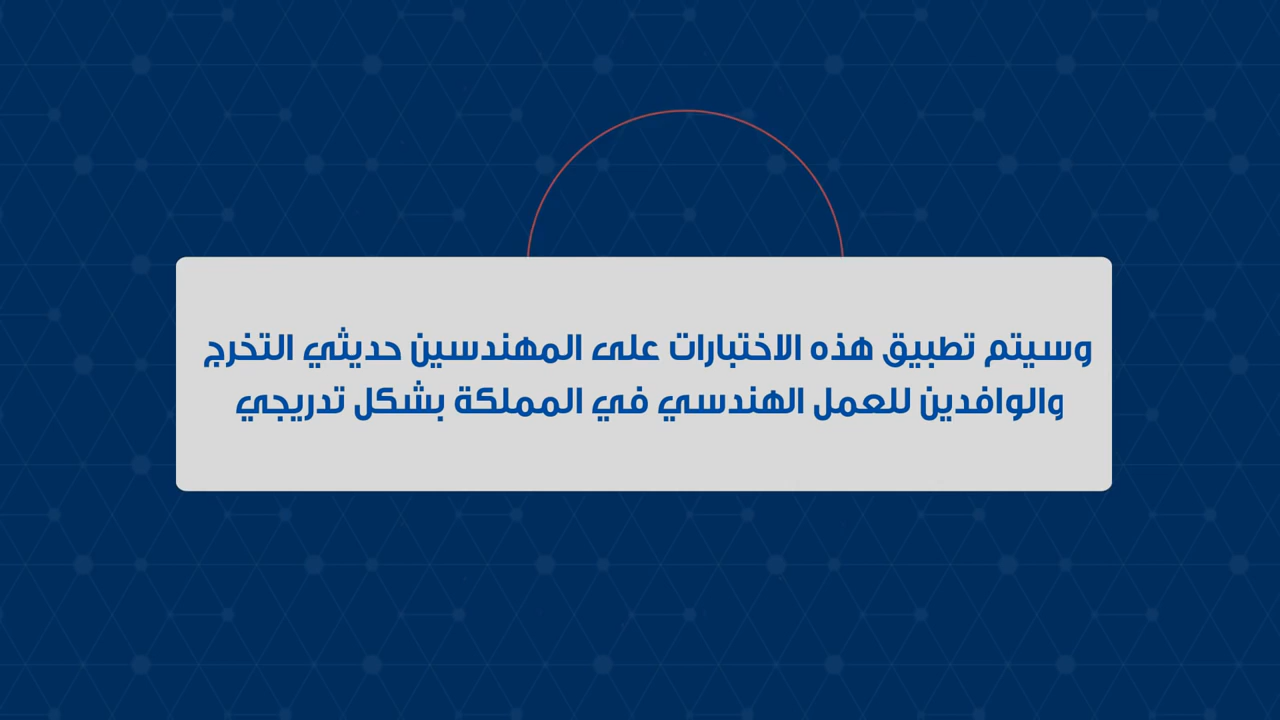 وسيتم تطبيق هذه الاختبارات على المهندسين حديثي التخرج
والوافدين للعمل الهندسي في المملكة بشكل تدريجي